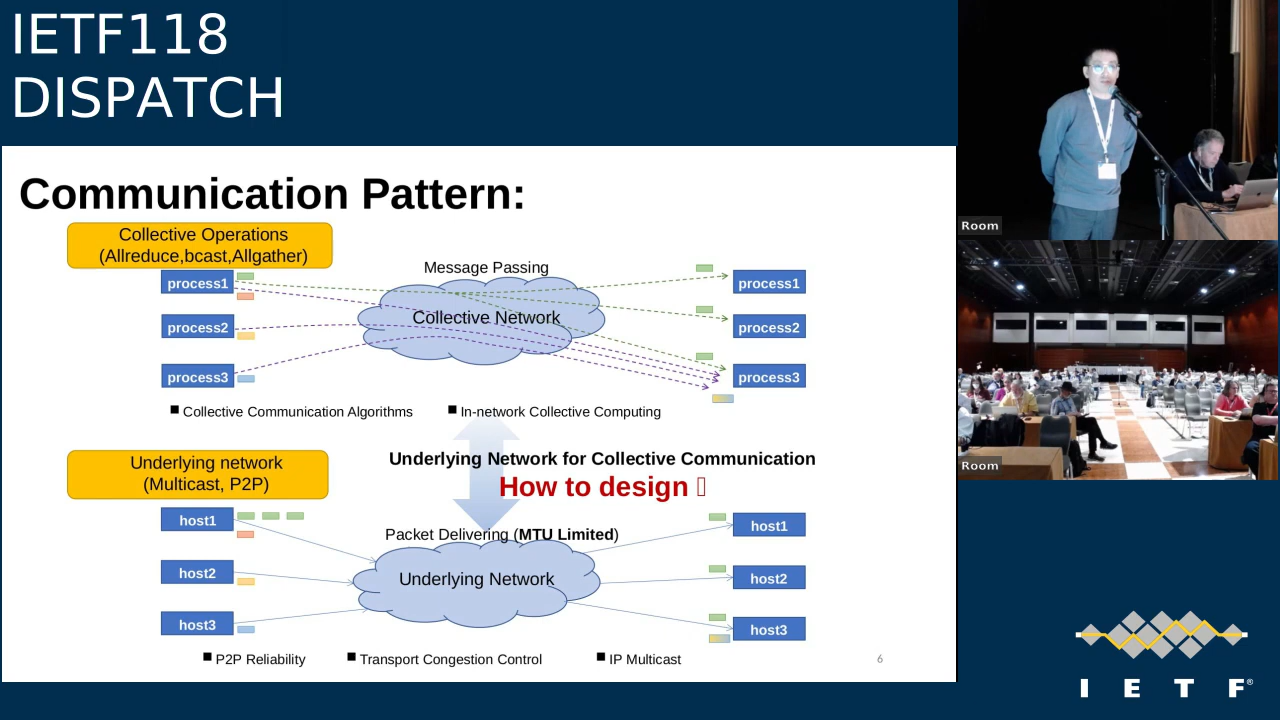 IETF118
DISPATCH
Communication Pattern:
Collective Operations
(Allreduce,bcast,Allgather)
Message Passing
process1
process1
Collective Network
process2
process2
process3
process3
Collective Communication Algorithms
In-network Collective Computing
Underlying network
(Multicast, P2P)
Underlying Network for Collective Communication
How to design
host1
host1
Packet Delivering (MTU Limited)
host2
Underlying Network
host2
host3
host3
P2P Reliability
Transport Congestion Control
IP Multicast
6
Room
Room
I E T F®